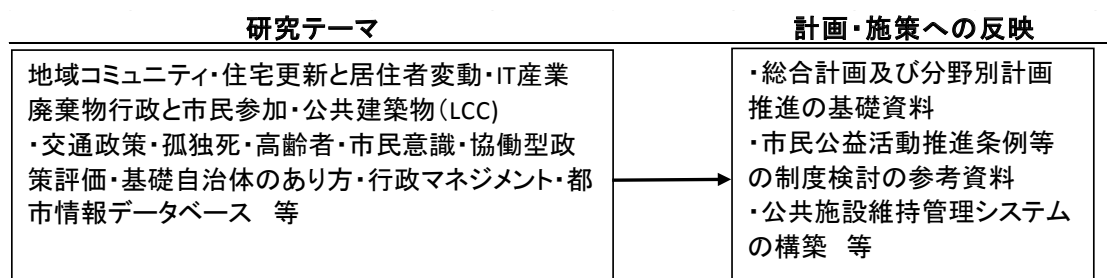 研究テーマ
地域コミュニティ・住宅更新と居住者変動・IT産業
廃棄物行政と市民参加・公共建築物(LCC)
・交通政策・孤独死・高齢者・市民意識・協働型政
策評価・基礎自治体のあり方・行政マネジメント・都
市情報データベース　等
計画・施策への反映
・総合計画及び分野別計画
推進の基礎資料
・市民公益活動推進条例等
の制度検討の参考資料
・公共施設維持管理システム
の構築　等